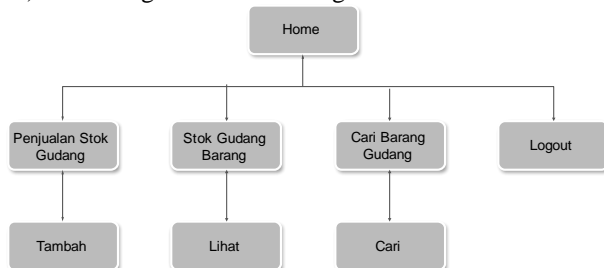 Home
Penjualan Stok
Gudang
Stok Gudang
Barang
Cari Barang
Gudang
Logout
Tambah
Lihat
Cari